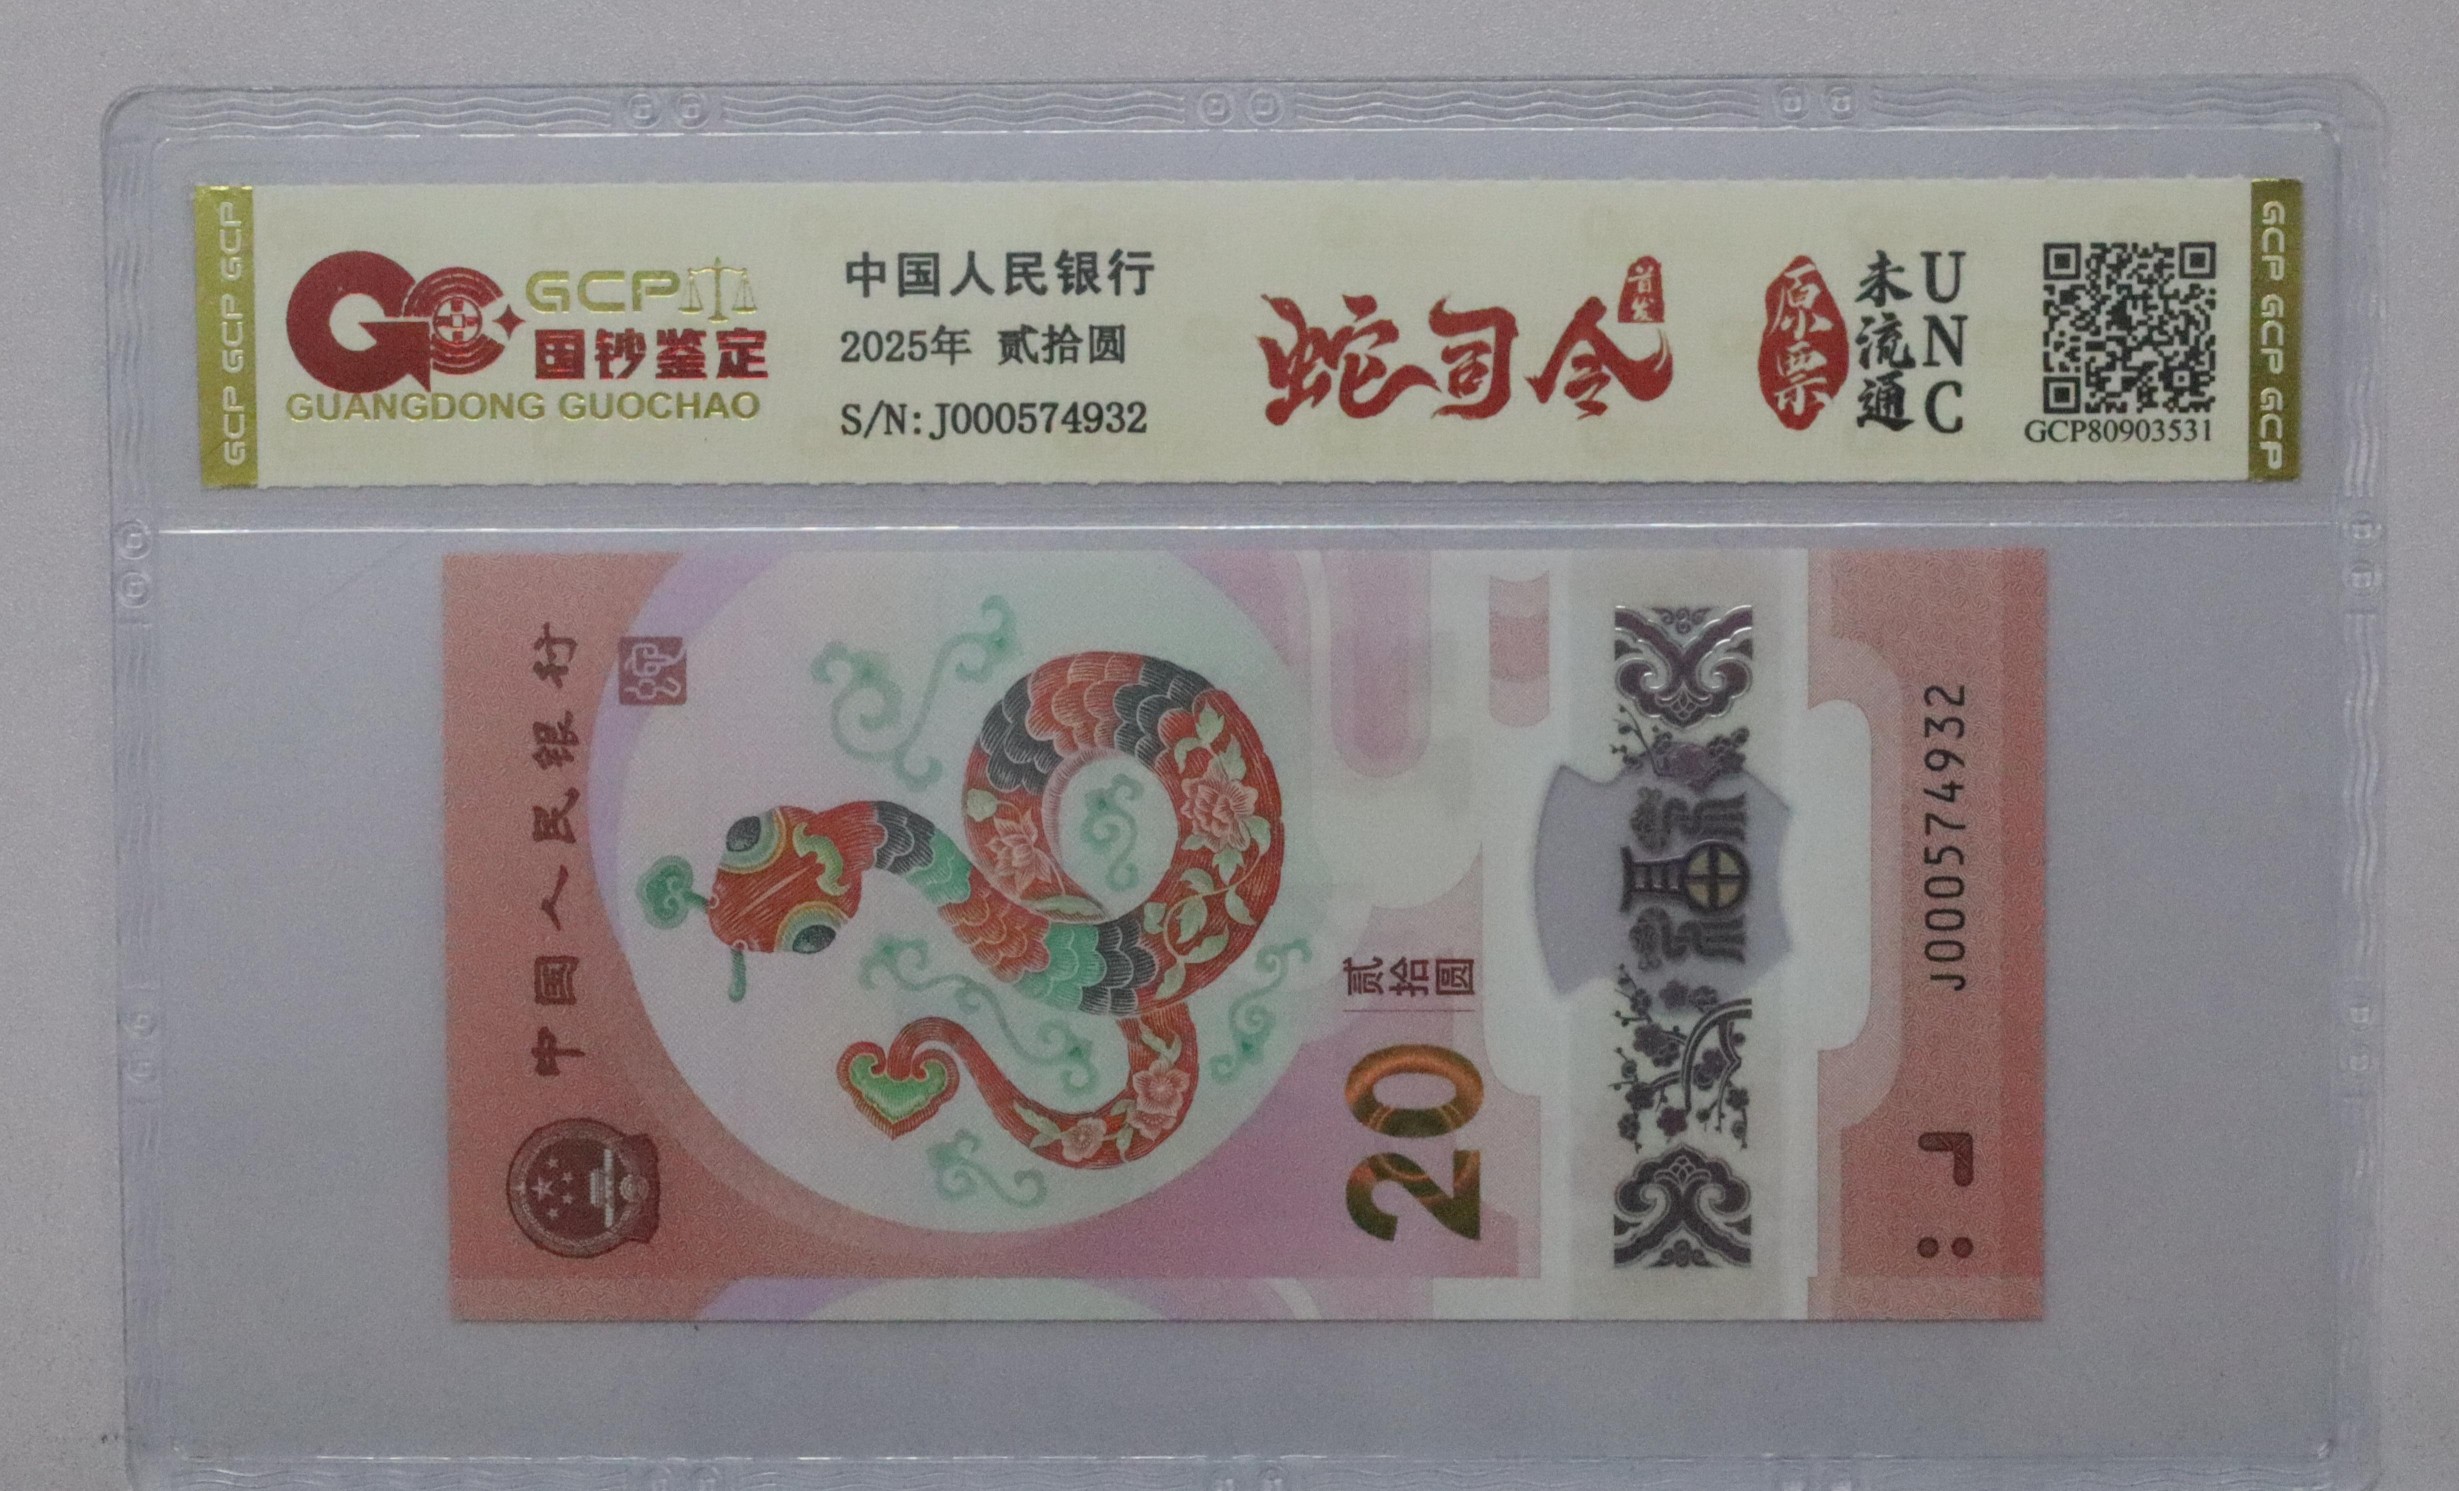 GCP GCP GCP
GCP
国钞鉴定
GUANGDONG GUOCHAO
中国人民银行
2025年 贰拾圆
S/N:J000574932
蛇司令
首发
原票
未流通
UNC
GCP80903531
GCP GCP GCP
中国人民银行
20
贰拾圆
福
J000574932